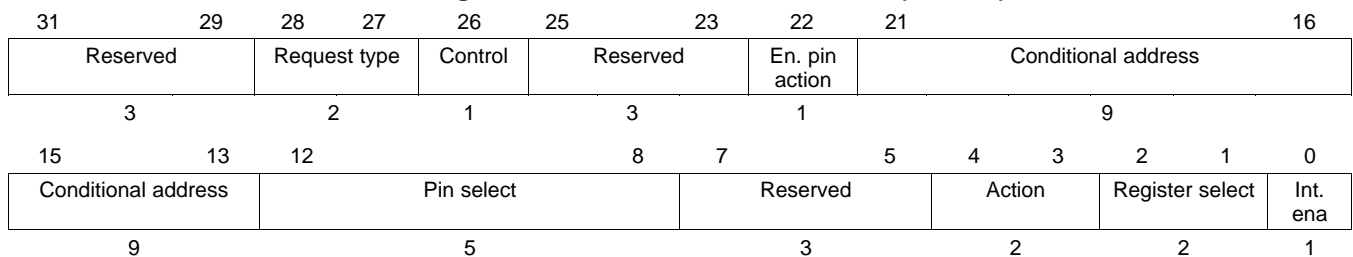 31 29 28 27 26 25 23 22 21 16
Reserved Request type Control Reserved En. pin action Conditional address
3 2 1 3 1 9
15 13 12 8 7 5 4 3 2 1 0
Conditional address Pin select Reserved Action Register select Int. ena
9 5 3 2 2 1